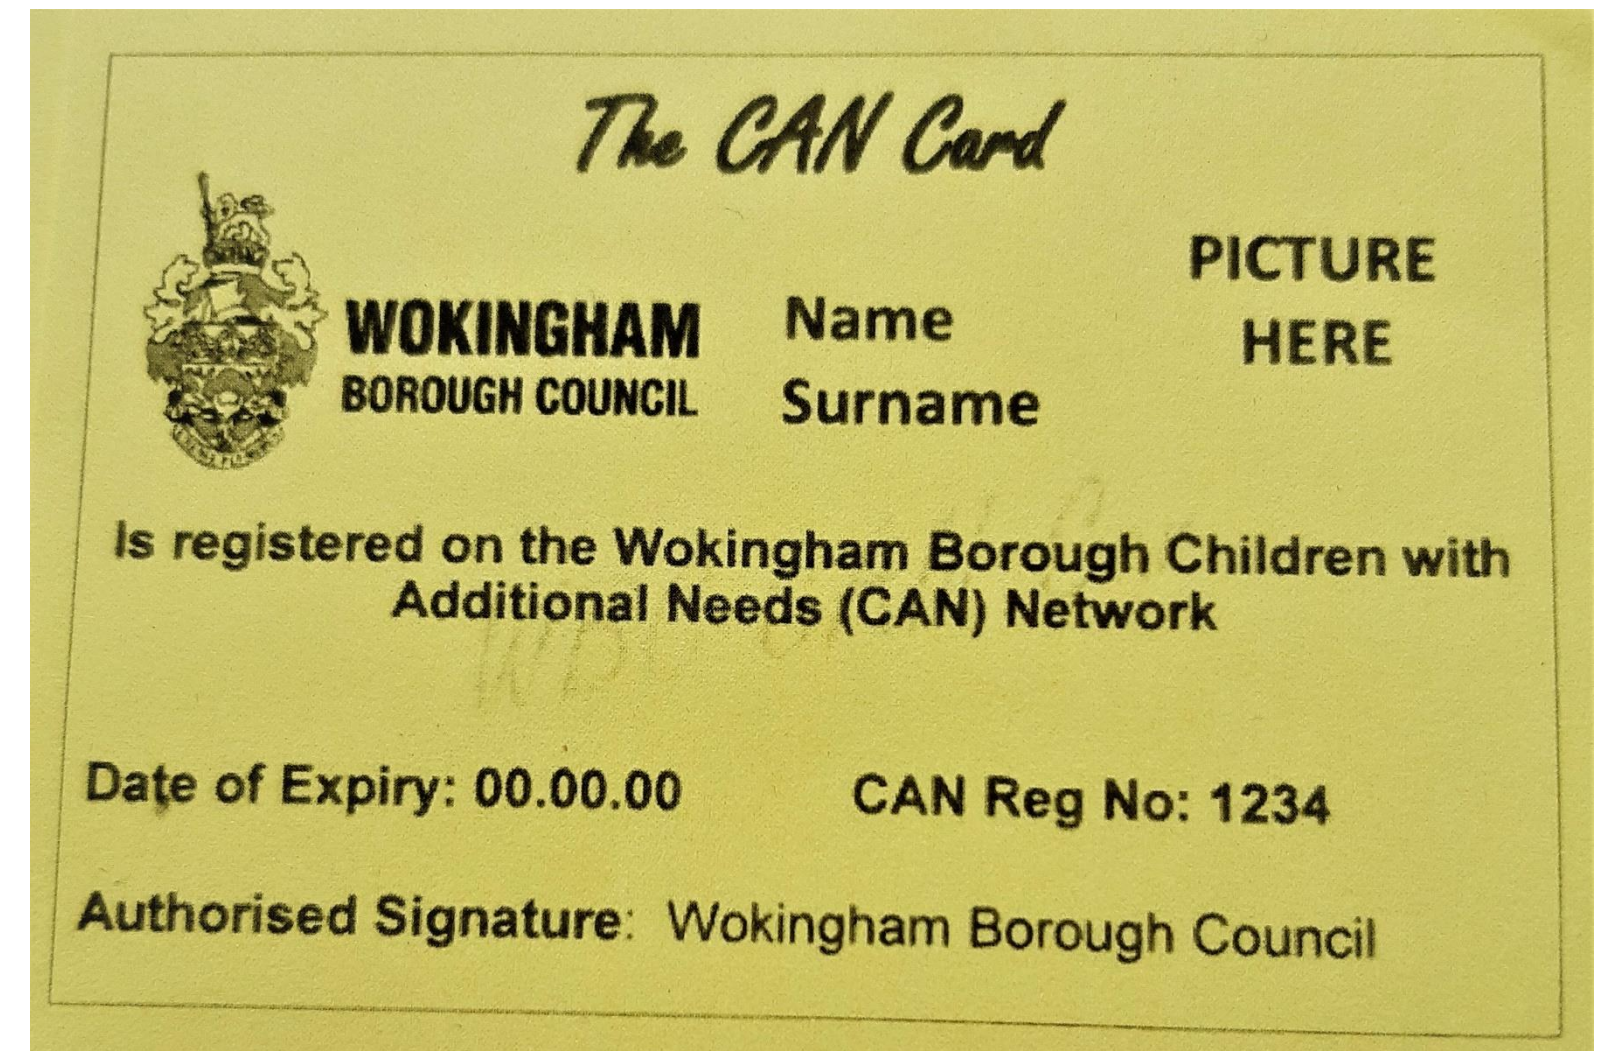 The CAN Card
WOKINGHAM
BOROUGH COUNCIL
Name
Surname
PICTURE
HERE
Is registered on the Wokingham Borough Children with
Additional Needs (CAN) Network
Date of Expiry: 00.00.00
CAN Reg No: 1234
Authorised Signature: Wokingham Borough Council